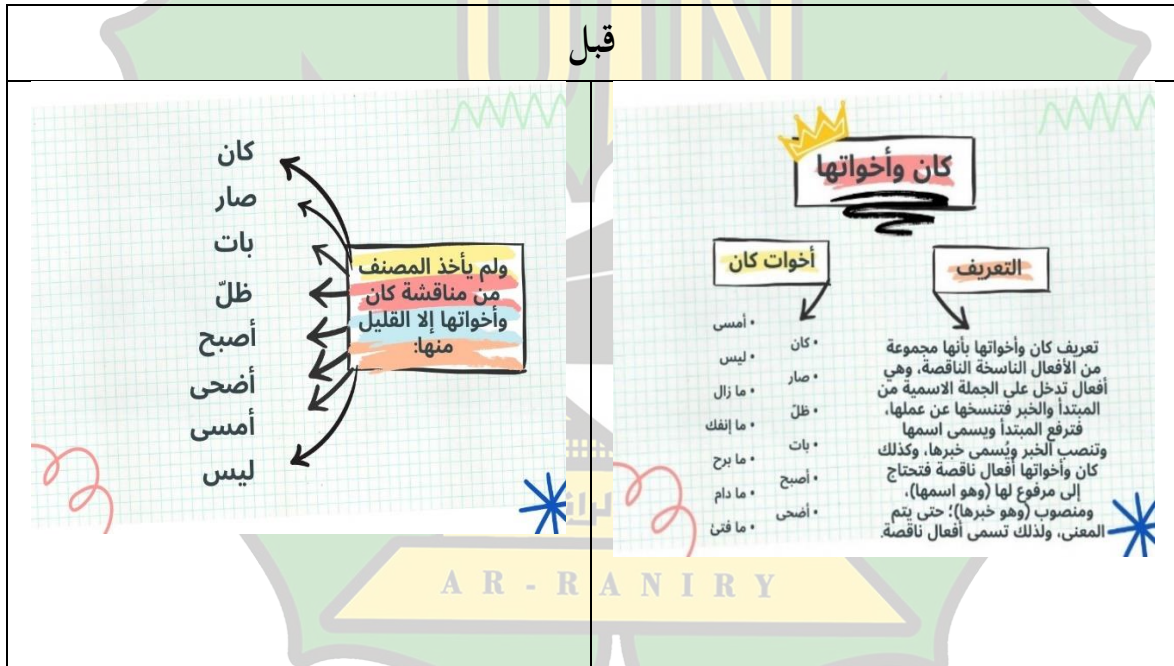 قبل
كان وأخواتها
التعريف
تعريف كان وأخواتها بأنها مجموعة
من الأفعال الناسخة الناقصة، وهي
أفعال تدخل على الجملة الاسمية من
المبتدأ والخبر فتنسخها عن عملها،
فترفع المبتدأ ويسمى اسمها
وتنصب الخبر ويُسمى خبرها، وكذلك
كان وأخواتها أفعال ناقصة فتحتاج
إلى مرفوع لها (وهو اسمها)،
ومنصوب (وهو خبرها)؛ حتى يتم
المعنى، ولذلك تسمى أفعال ناقصة.
أخوات كان
• كان
• صار
• ظلّ
• بات
• أصبح
• أضحى
• أمسى
• ليس
• ما زال
• ما إنفك
• ما برح
• ما دام
• ما فتئ
ولم يأخذ المصنف
من مناقشة كان
وأخواتها إلا القليل
منها:
كان
صار
بات
ظلّ
أصبح
أضحى
أمسى
ليس
UIN
AR-RANIRY